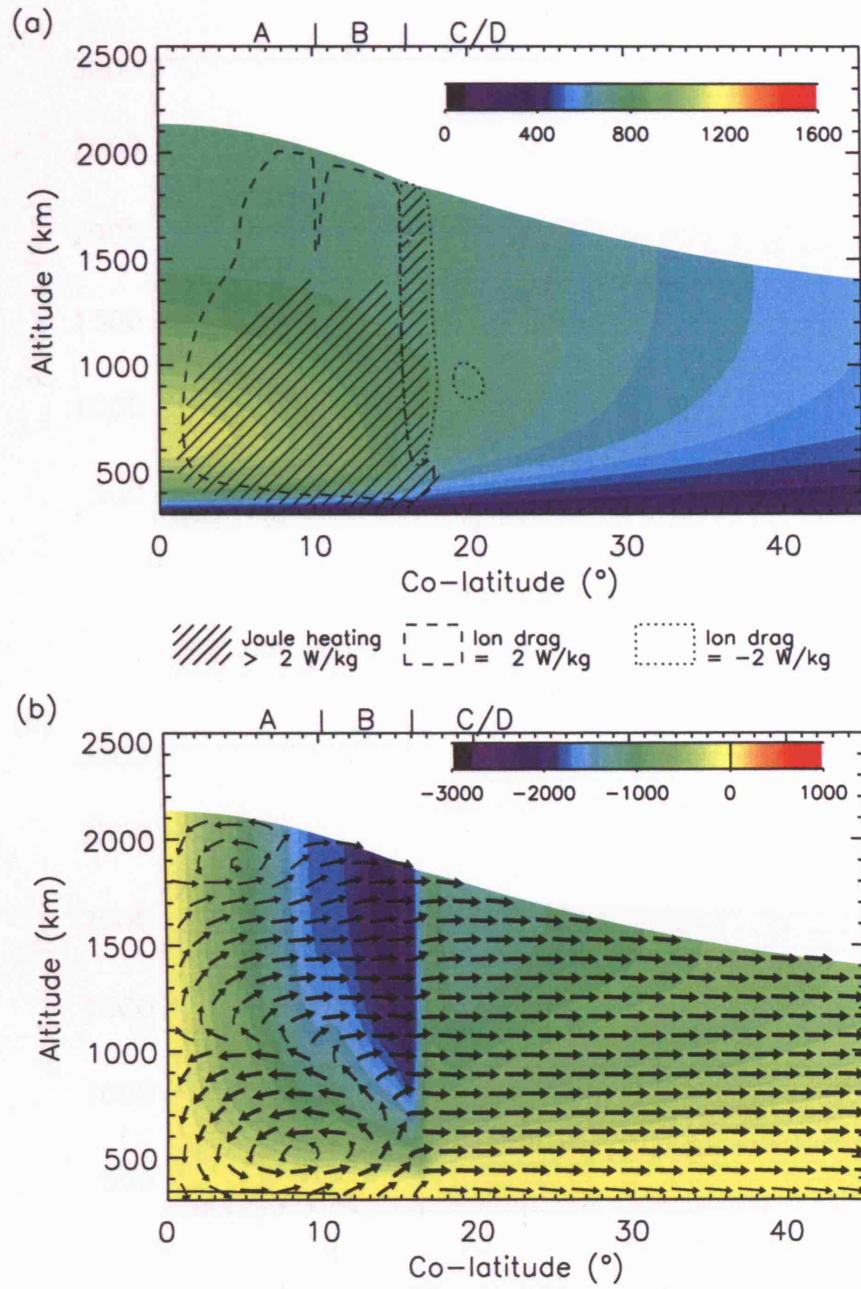 (a)
A | B | C/D
2500
2000
1500
1000
500
Altitude (km)
0 400 800 1200 1600
0 10 20 30 40
Co-latitude (°)
Joule heating > 2 W/kg
Ion drag = 2 W/kg
Ion drag = -2 W/kg
(b)
A | B | C/D
2500
2000
1500
1000
500
Altitude (km)
-3000 -2000 -1000 0 1000
0 10 20 30 40
Co-latitude (°)